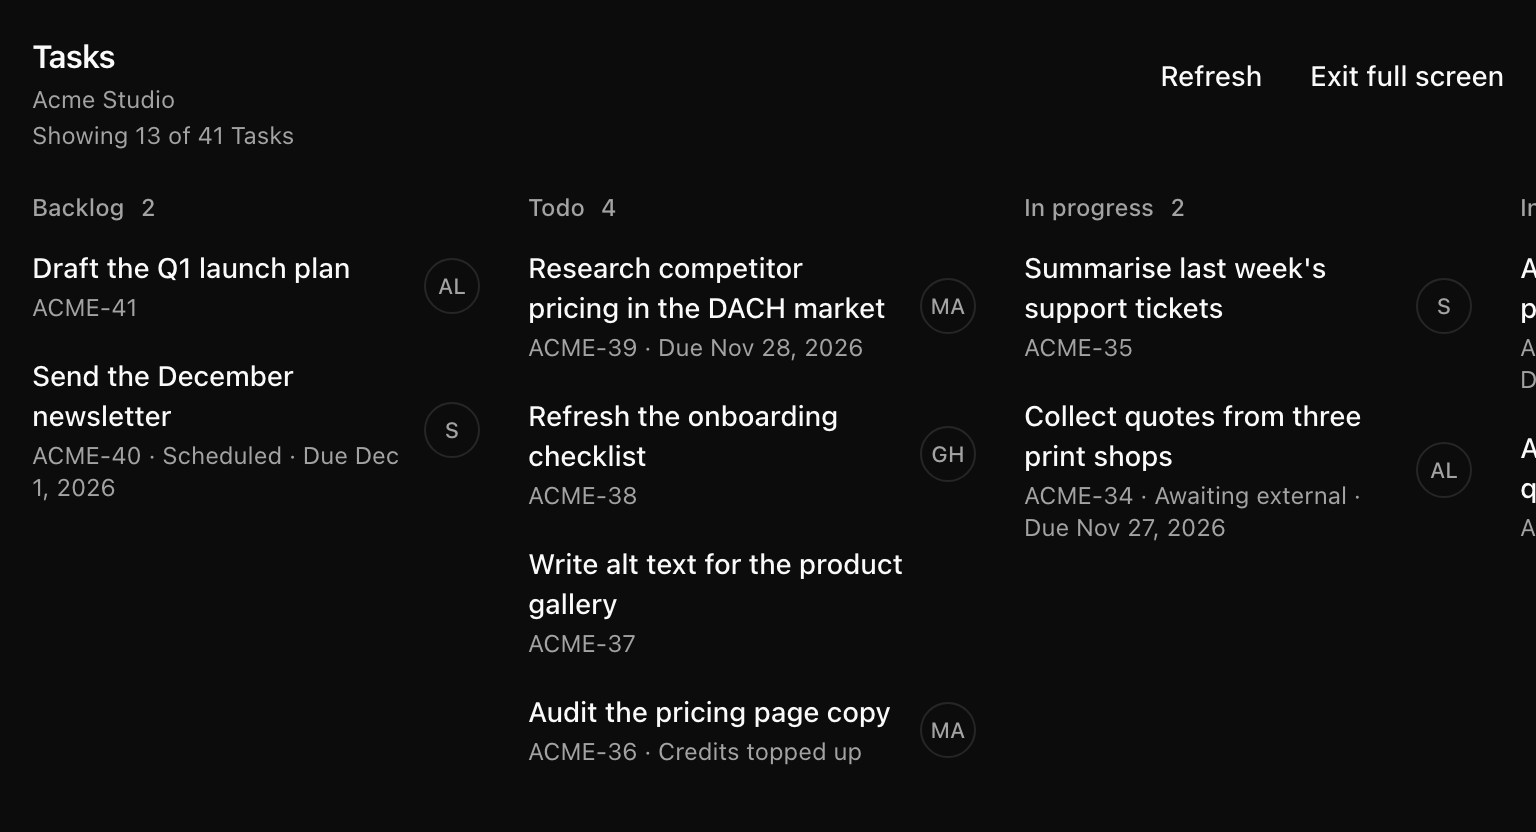 Tasks
Acme Studio
Showing 13 of 41 Tasks
Refresh
Exit full screen
Backlog 2
Draft the Q1 launch plan
ACME-41
AL
Send the December
newsletter
ACME-40 · Scheduled · Due Dec
1, 2026
S
Todo 4
Research competitor
pricing in the DACH market
ACME-39 · Due Nov 28, 2026
MA
Refresh the onboarding
checklist
ACME-38
GH
Write alt text for the product
gallery
ACME-37
Audit the pricing page copy
ACME-36 · Credits topped up
MA
In progress 2
Summarise last week's
support tickets
ACME-35
S
Collect quotes from three
print shops
ACME-34 · Awaiting external ·
Due Nov 27, 2026
AL